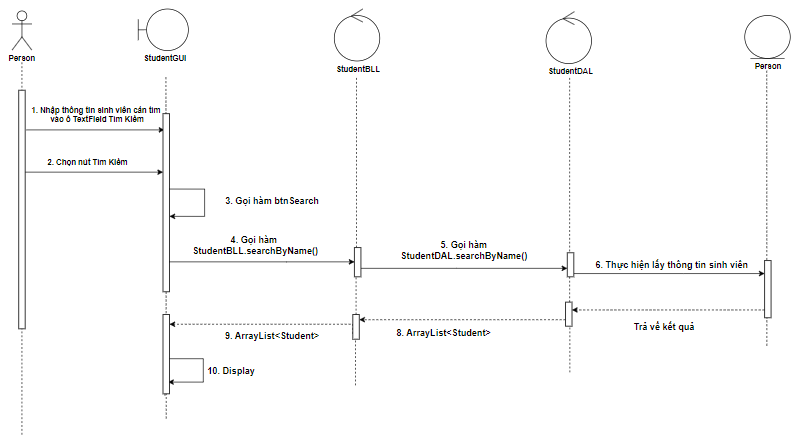 Person
StudentGUI
StudentBLL
StudentDAL
Person
1. Nhập thông tin sinh viên cần tìm
vào ô TextField Tìm Kiếm
2. Chọn nút Tìm Kiếm
3. Gọi hàm btnSearch
4. Gọi hàm
StudentBLL.searchByName()
5. Gọi hàm
StudentDAL.searchByName()
6. Thực hiện lấy thông tin sinh viên
Trả về kết quả
8. ArrayList<Student>
9. ArrayList<Student>
10. Display